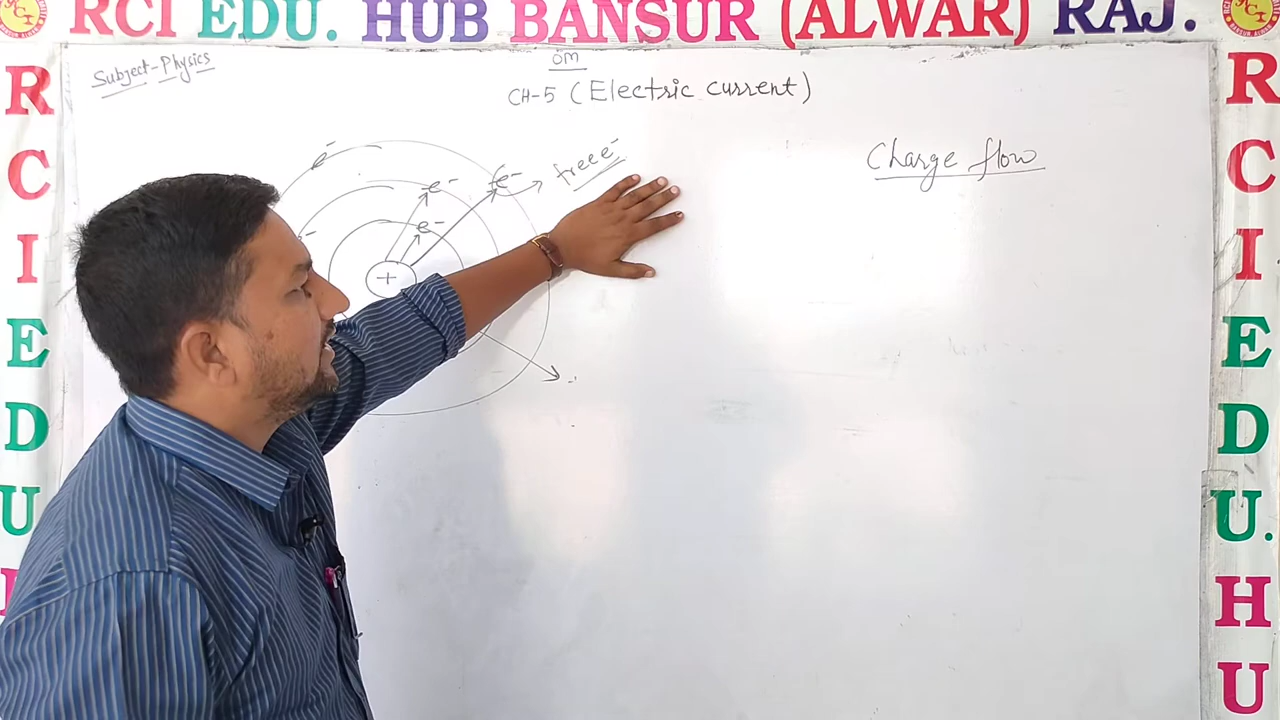 RCI EDU. HUB BANSUR (ALWAR) RAJ.
Subject-Physics
om
CH-5 (Electric current)
Charge flow
free e-
e-
e-
e-
e-
+
R
C
I
E
D
U
R
C
I
E
D
U.
H
U